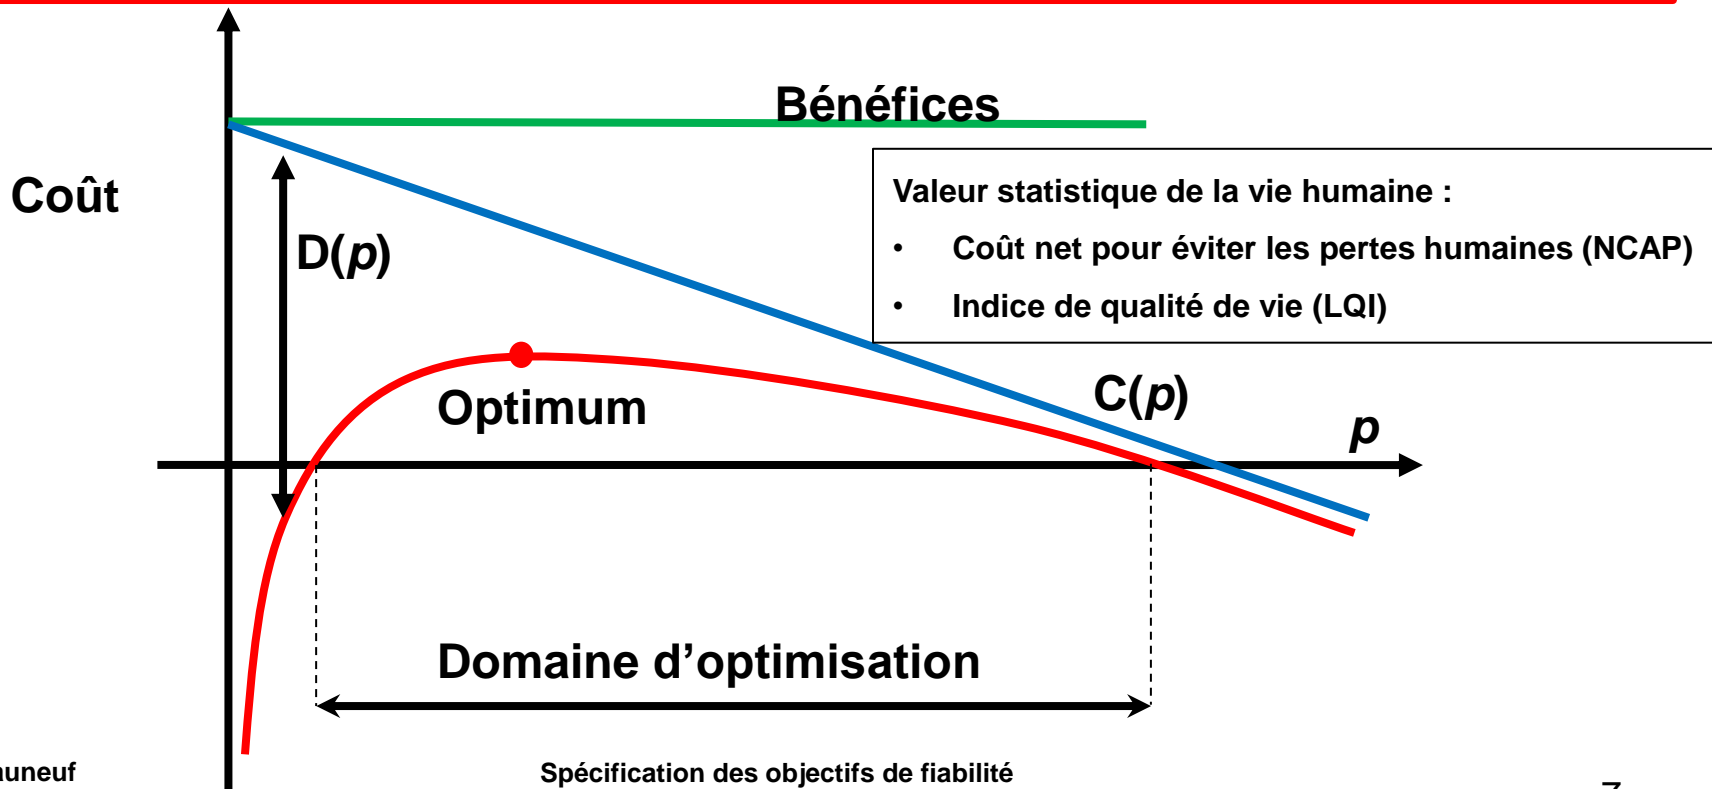 Bénéfices
Coût
Valeur statistique de la vie humaine :
• Coût net pour éviter les pertes humaines (NCAP)
• Indice de qualité de vie (LQI)
D(p)
C(p)
Optimum
p
Domaine d’optimisation
Spécification des objectifs de fiabilité